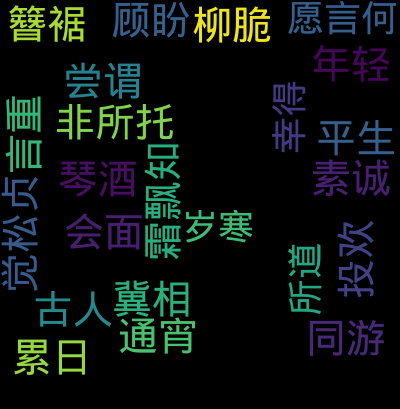 簪裾
顾盼
柳脆
愿言何
年轻
尝谓
非所托
幸得
平生
言重
琴酒
飘知
素诚
觉松贞
会面
霜
岁寒
投欢
所道
古人
冀相
通宵
同游
累日